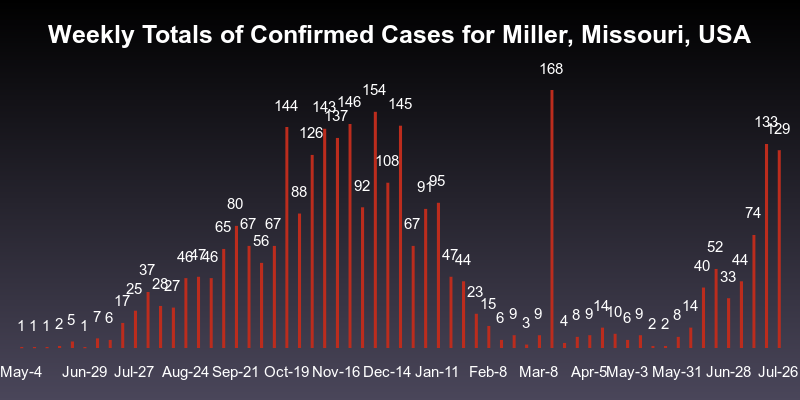 Weekly Totals of Confirmed Cases for Miller, Missouri, USA
1 1 1 2 5 1 7 6 17 25 37 28 27 46 47 46 65 80 67 56 67 144 88 126 143 137 146 92 154 108 145 67 91 95 47 44 23 15 6 9 3 9 168 4 8 9 14 10 6 9 2 2 8 14 40 52 33 44 74 133 129
May-4 Jun-29 Jul-27 Aug-24 Sep-21 Oct-19 Nov-16 Dec-14 Jan-11 Feb-8 Mar-8 Apr-5 May-3 May-31 Jun-28 Jul-26